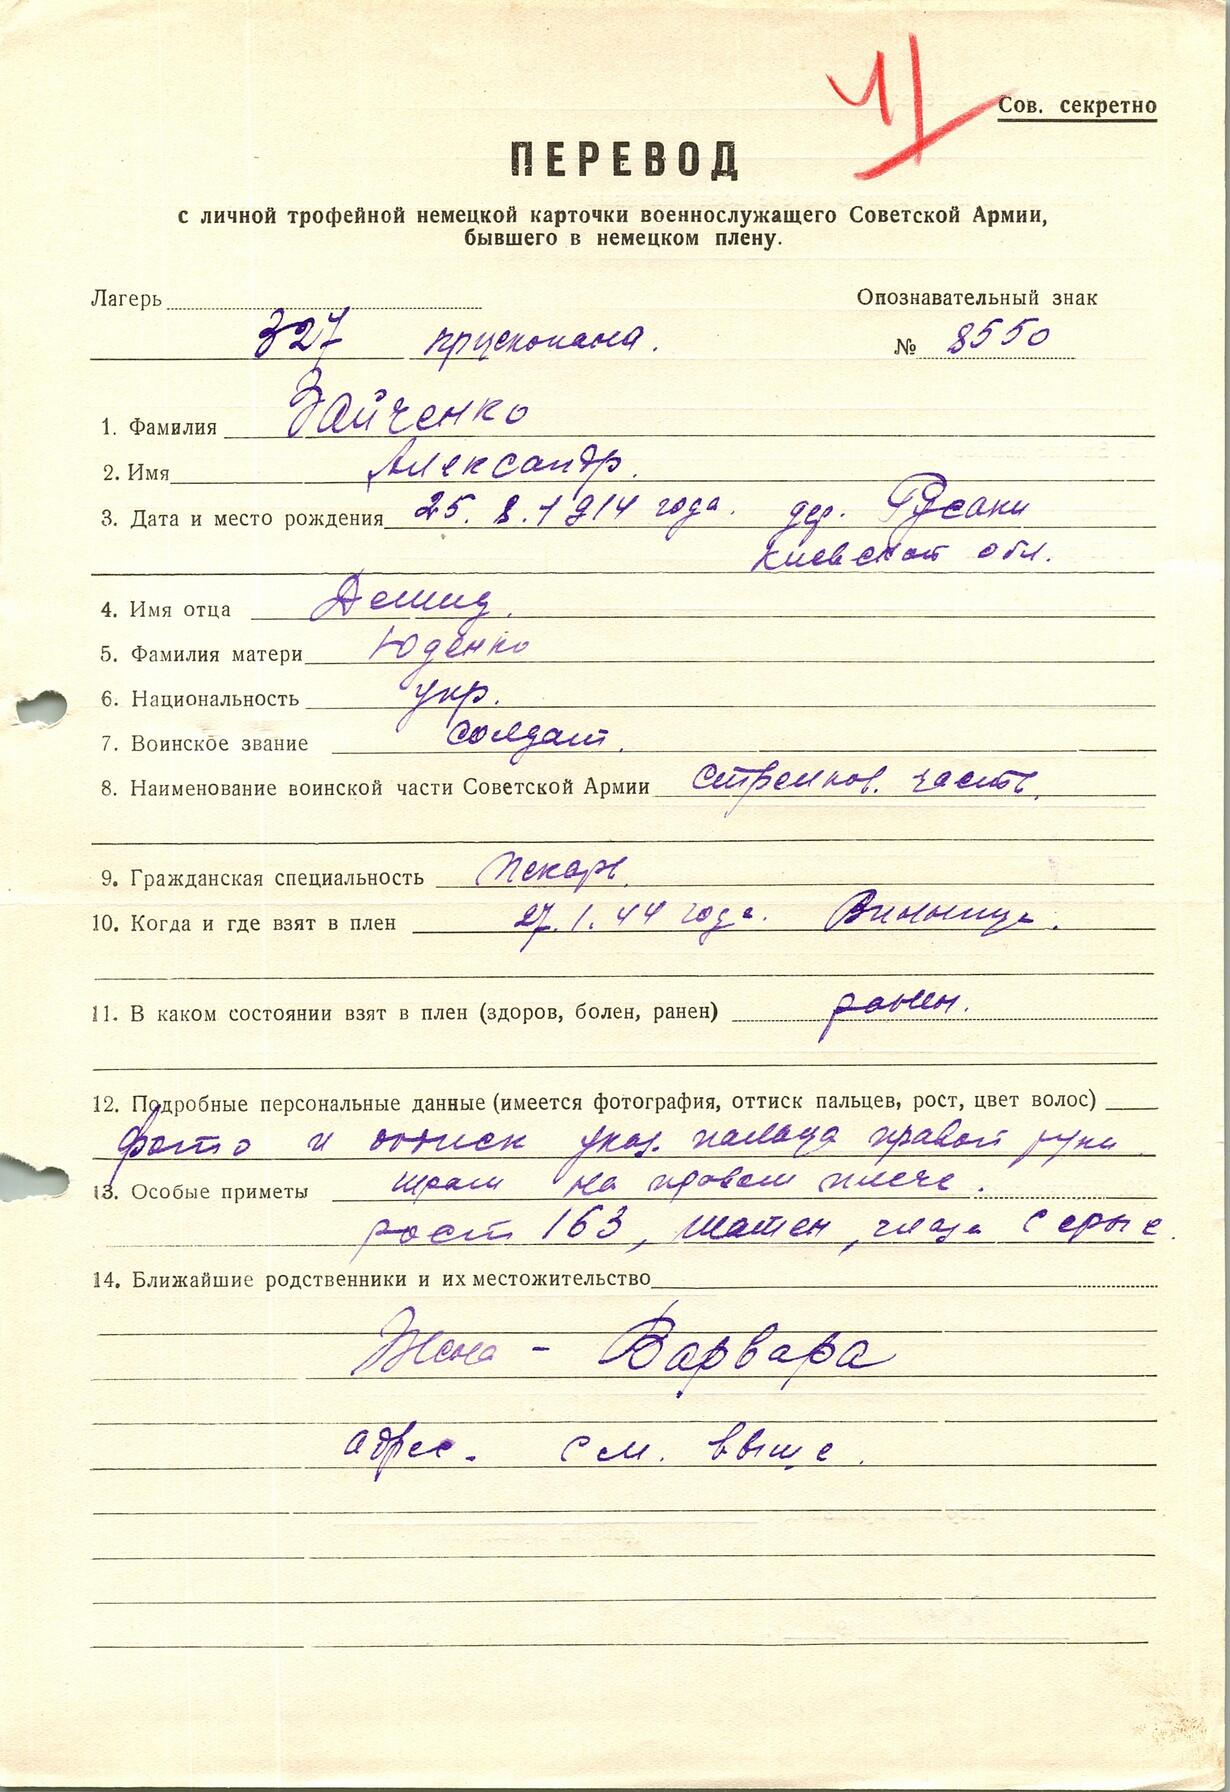 Сов. секретно
ПЕРЕВОД
с личной трофейной немецкой карточки военнослужащего Советской Армии,
бывшего в немецком плену.
Лагерь
Опознавательный знак
327
№ 8550
1. Фамилия Зайченко
2. Имя Александр.
3. Дата и место рождения 25. 8. 1914 года. дер. Русаки
Киевской обл.
4. Имя отца Демид.
5. Фамилия матери Юденко
6. Национальность укр.
7. Воинское звание солдат.
8. Наименование воинской части Советской Армии стрелков. часть.
9. Гражданская специальность Пекарь.
10. Когда и где взят в плен 27. 1. 44 года. Винница.
11. В каком состоянии взят в плен (здоров, болен, ранен) ранен.
12. Подробные персональные данные (имеется фотография, оттиск пальцев, рост, цвет волос)
фото и оттиск указ. пальца правой руки
13. Особые приметы шрам на правом плече.
рост 163, шатен, глаза серые.
14. Ближайшие родственники и их местожительство
Жена - Варвара
адрес. см. выше.